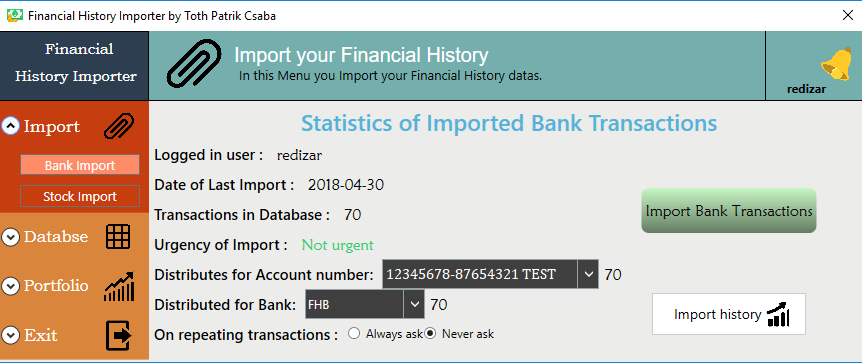 Financial History Importer by Toth Patrik Csaba
Financial
History Importer
Import your Financial History
In this Menu you Import your Financial History datas.
redizar
Import
Bank Import
Stock Import
Databse
Portfolio
Exit
Statistics of Imported Bank Transactions
Logged in user : redizar
Date of Last Import : 2018-04-30
Transactions in Database : 70
Urgency of Import : Not urgent
Distributes for Account number: 12345678-87654321 TEST 70
Distributed for Bank: FHB 70
On repeating transactions : Always ask Never ask
Import Bank Transactions
Import history